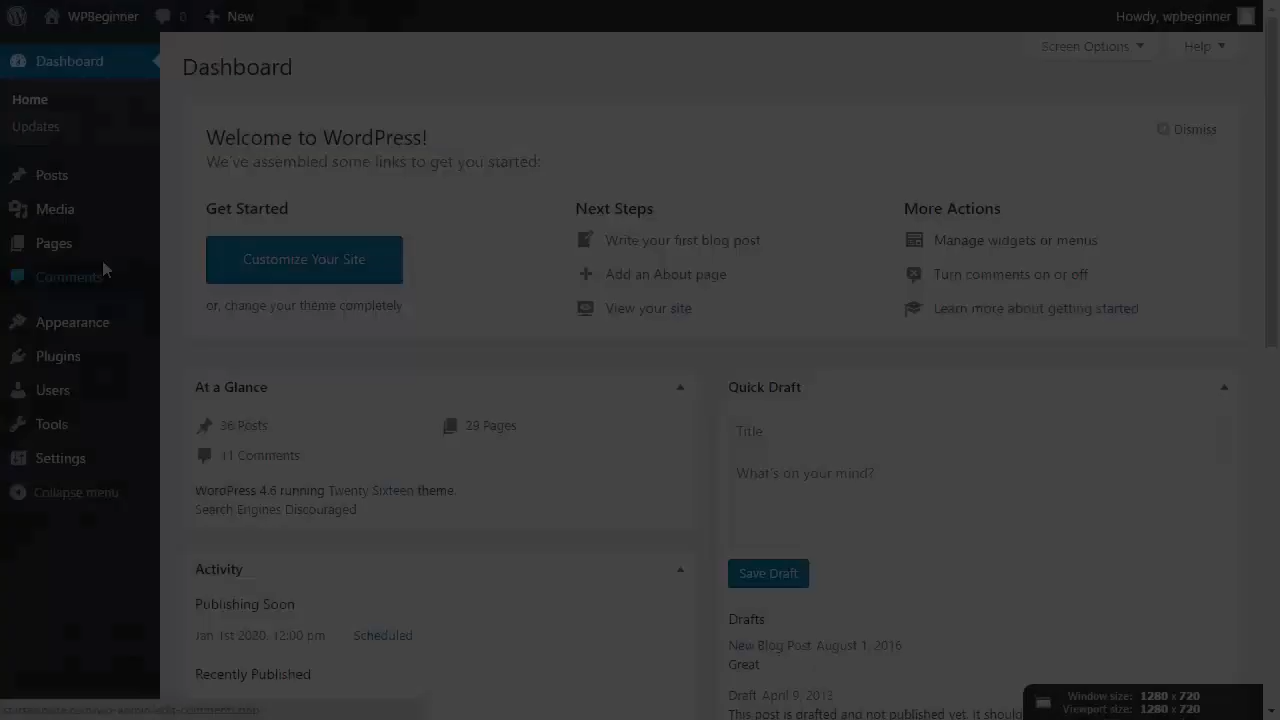 WPBeginner 0 New Howdy, wpbeginner
Dashboard
Home
Updates
Posts
Media
Pages
Comments
Appearance
Plugins
Users
Tools
Settings
Collapse menu
Screen Options Help
Dashboard
Welcome to WordPress!
We've assembled some links to get you started:
Dismiss
Get Started
Customize Your Site
or, change your theme completely
Next Steps
Write your first blog post
Add an About page
View your site
More Actions
Manage widgets or menus
Turn comments on or off
Learn more about getting started
At a Glance
36 Posts 29 Pages
11 Comments
WordPress 4.6 running Twenty Sixteen theme.
Search Engines Discouraged
Activity
Publishing Soon
Jan 1st 2020, 12:00 pm Scheduled
Recently Published
Quick Draft
Title
What's on your mind?
Save Draft
Drafts
New Blog Post August 1, 2016
Great
Draft April 9, 2013
This post is drafted and not published yet. it should
Window size: 1280 x 720
Viewport size: 1280 x 720